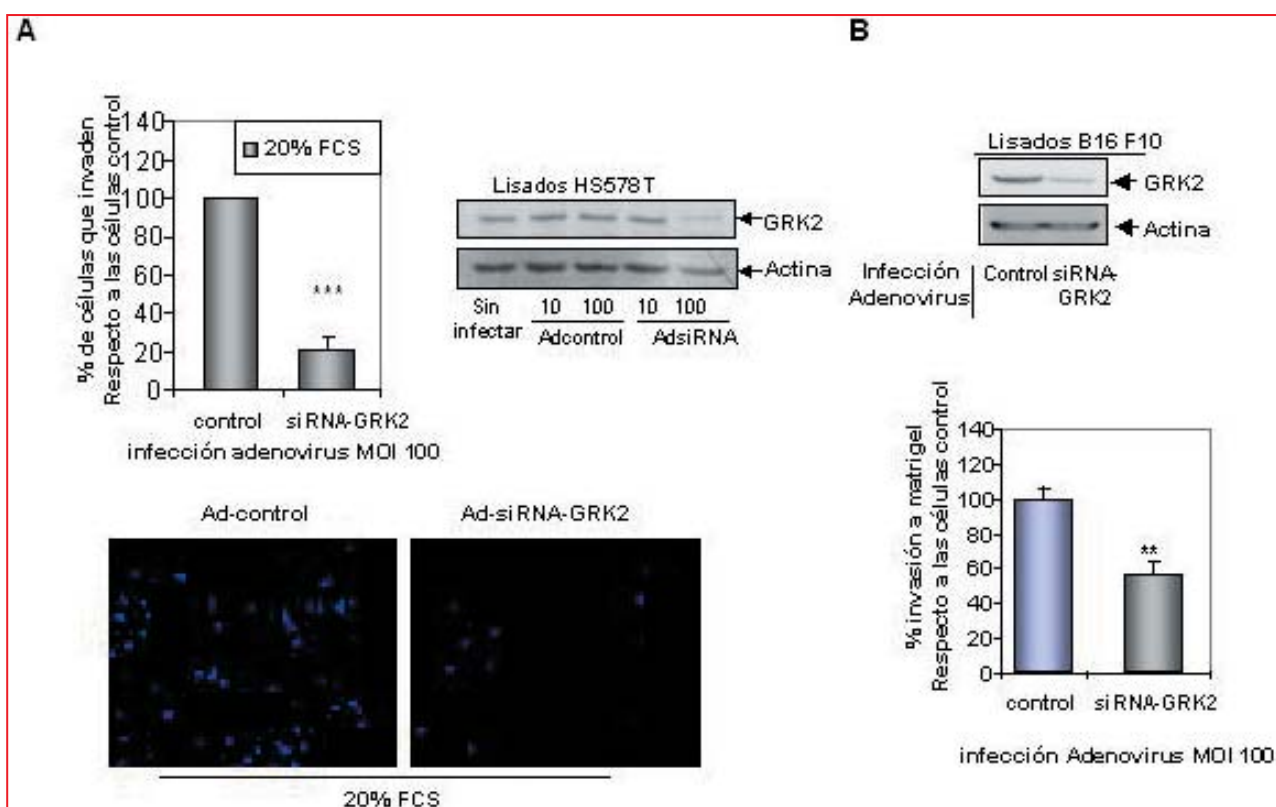 A
% de células que invaden
Respecto a las células control
140
120
100
80
60
40
20
0
20% FCS
***
control siRNA-GRK2
infección adenovirus MOI 100
Lisados HS578T
GRK2
Actina
Sin
infectar
10 100 10 100
Adcontrol AdsiRNA
Ad-control Ad-siRNA-GRK2
20% FCS
B
Lisados B16 F10
GRK2
Actina
Infección
Adenovirus
Control siRNA-
GRK2
% invasión a matrigel
Respecto a las células control
140
120
100
80
60
40
20
0
**
control siRNA-GRK2
infección Adenovirus MOI 100